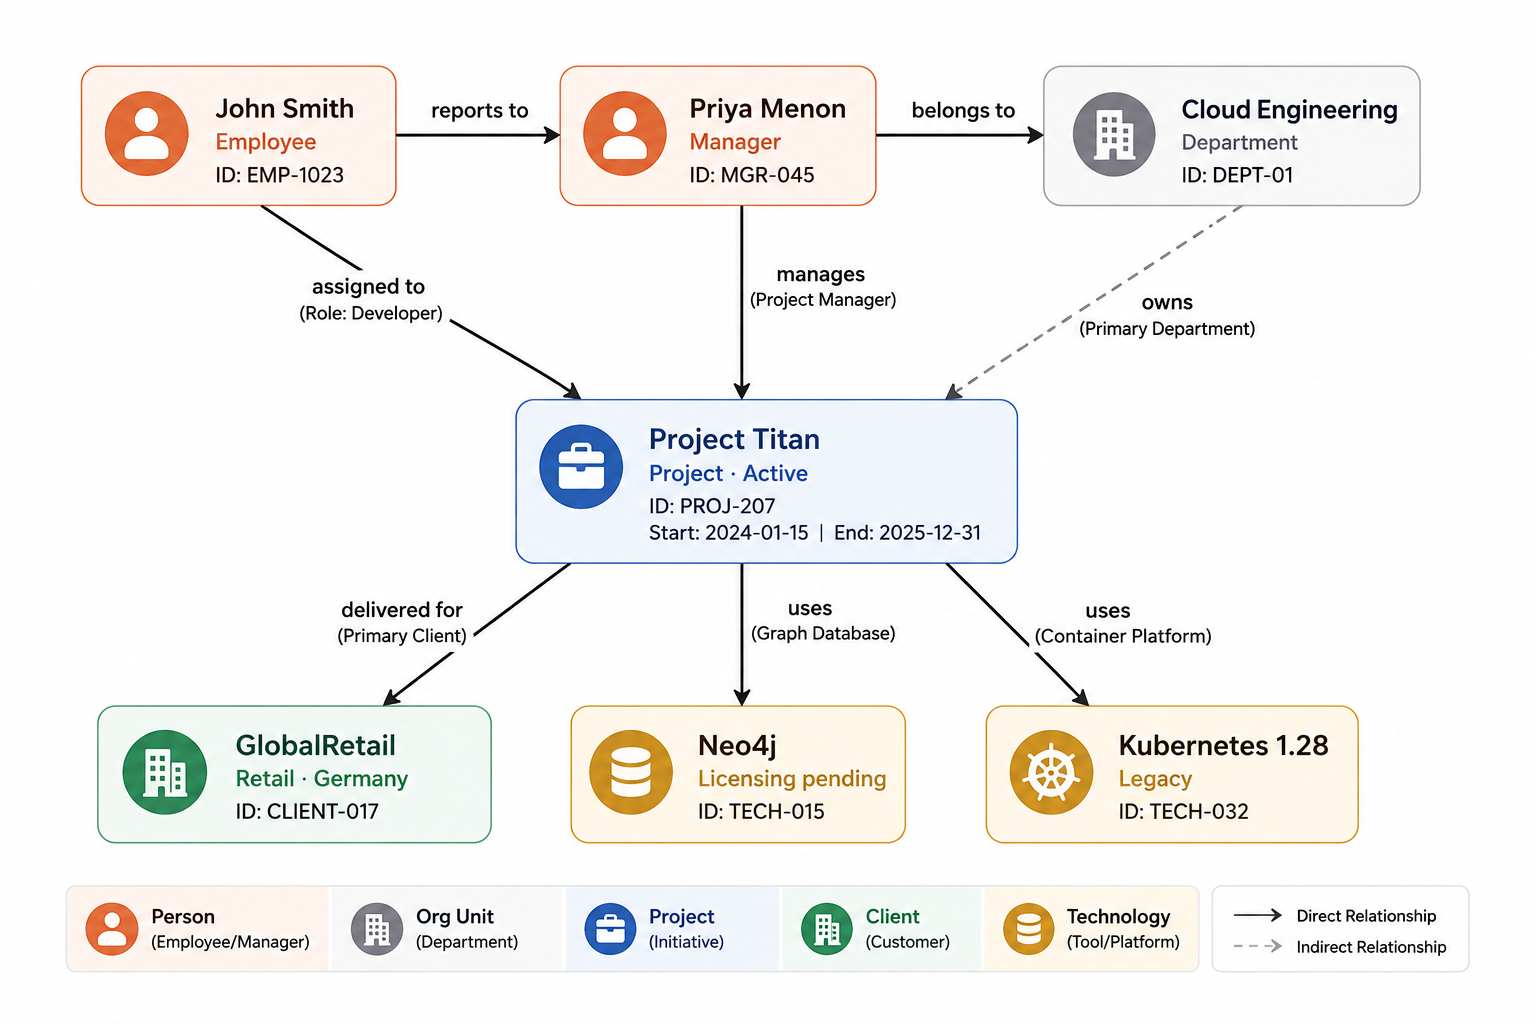 John Smith
Employee
ID: EMP-1023
reports to
Priya Menon
Manager
ID: MGR-045
belongs to
Cloud Engineering
Department
ID: DEPT-01
assigned to
(Role: Developer)
manages
(Project Manager)
owns
(Primary Department)
Project Titan
Project · Active
ID: PROJ-207
Start: 2024-01-15 | End: 2025-12-31
delivered for
(Primary Client)
uses
(Graph Database)
uses
(Container Platform)
GlobalRetail
Retail · Germany
ID: CLIENT-017
Neo4j
Licensing pending
ID: TECH-015
Kubernetes 1.28
Legacy
ID: TECH-032
Person
(Employee/Manager)
Org Unit
(Department)
Project
(Initiative)
Client
(Customer)
Technology
(Tool/Platform)
Direct Relationship
Indirect Relationship